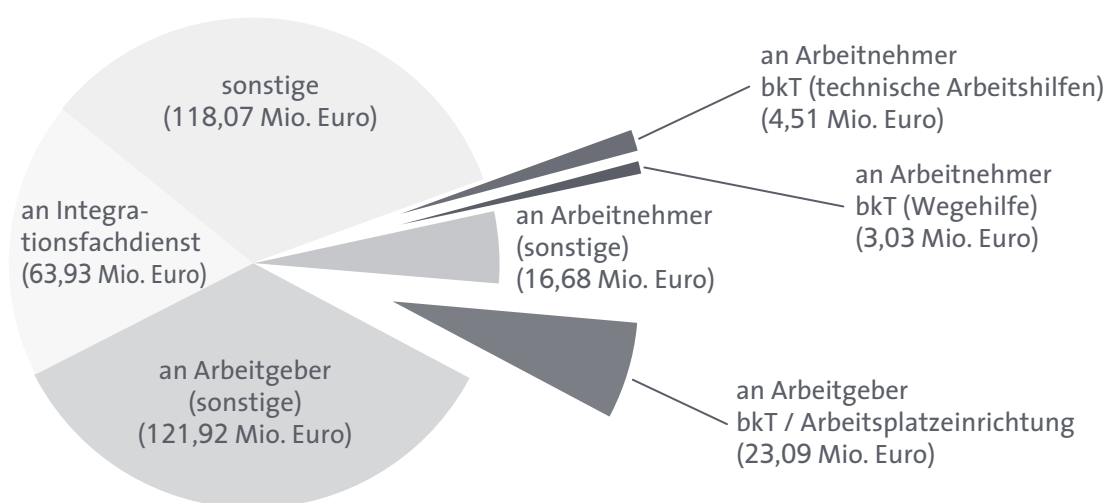 sonstige
(118,07 Mio. Euro)
an Arbeitnehmer
bkT (technische Arbeitshilfen)
(4,51 Mio. Euro)
an Arbeitnehmer
bkT (Wegehilfe)
(3,03 Mio. Euro)
an Integra-
tionsfachdienst
(63,93 Mio. Euro)
an Arbeitnehmer
(sonstige)
(16,68 Mio. Euro)
an Arbeitgeber
(sonstige)
(121,92 Mio. Euro)
an Arbeitgeber
bkT / Arbeitsplatzeinrichtung
(23,09 Mio. Euro)